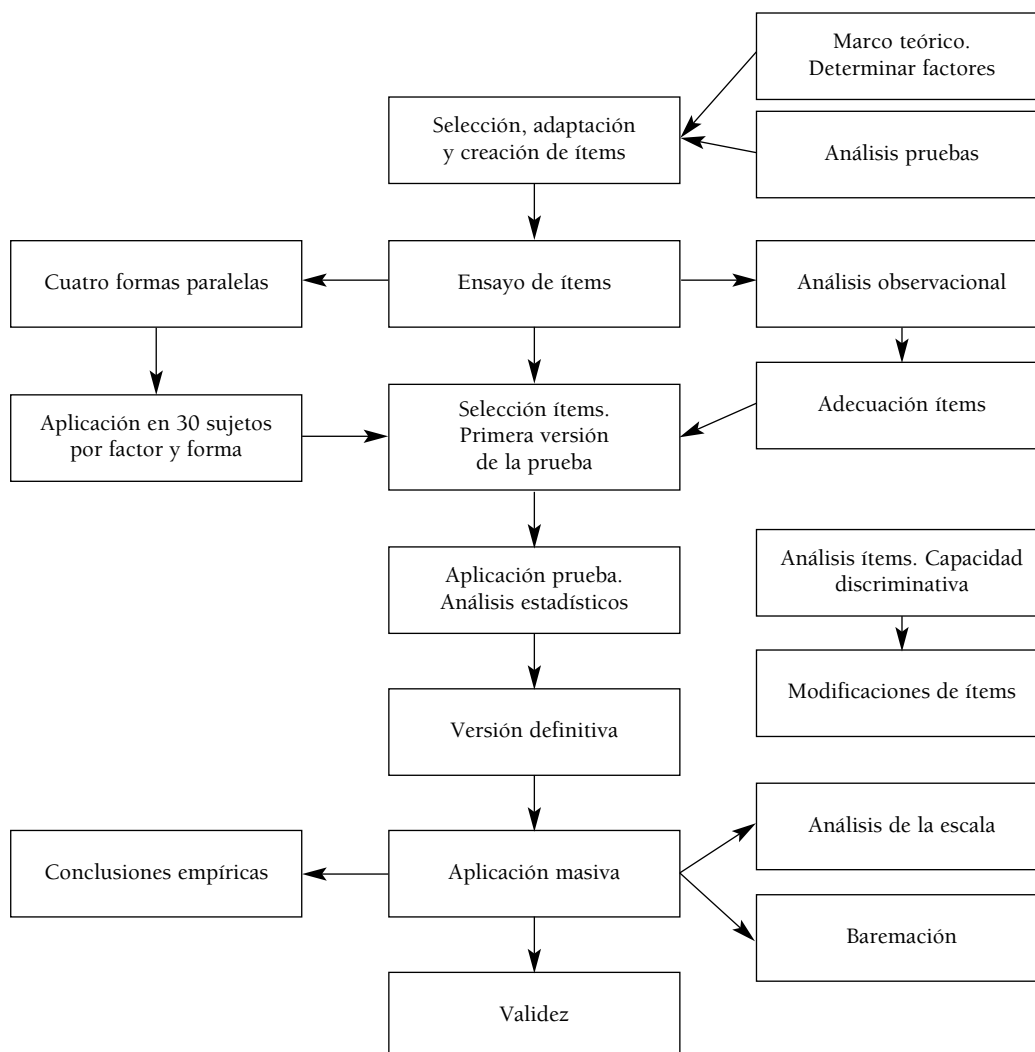 Marco teórico.
Determinar factores
Selección, adaptación
y creación de ítems
Análisis pruebas
Cuatro formas paralelas
Ensayo de ítems
Análisis observacional
Aplicación en 30 sujetos
por factor y forma
Selección ítems.
Primera versión
de la prueba
Adecuación ítems
Aplicación prueba.
Análisis estadísticos
Análisis ítems. Capacidad
discriminativa
Versión definitiva
Modificaciones de ítems
Conclusiones empíricas
Aplicación masiva
Análisis de la escala
Baremación
Validez